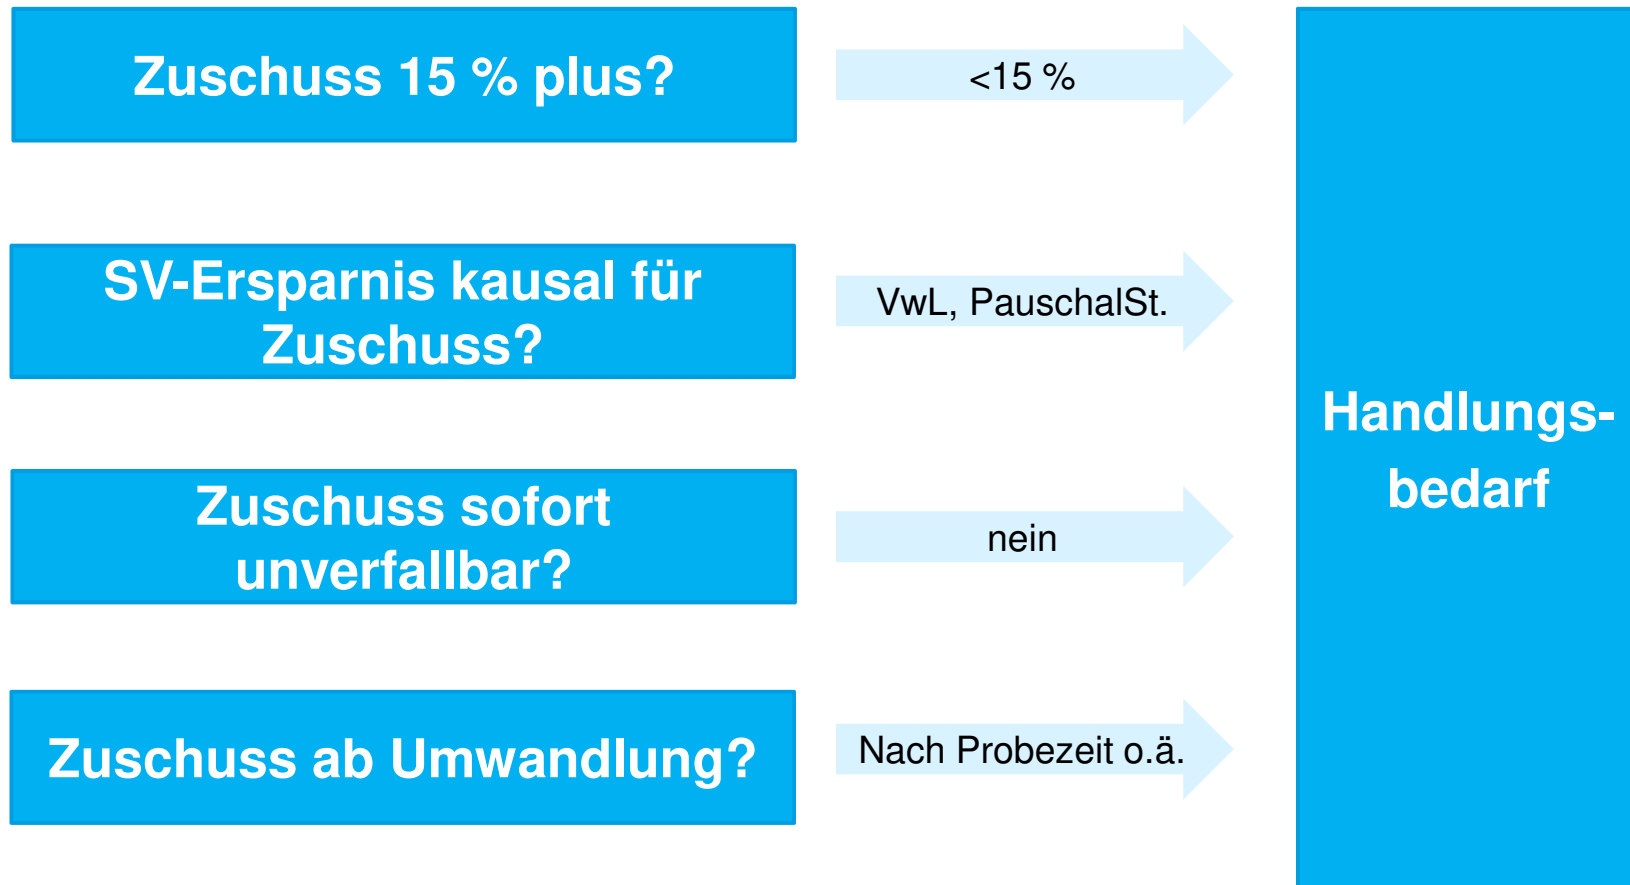 Zuschuss 15 % plus?
<15 %
SV-Ersparnis kausal für
Zuschuss?
VwL, PauschalSt.
Zuschuss sofort
unverfallbar?
nein
Zuschuss ab Umwandlung?
Nach Probezeit o.ä.
Handlungs-
bedarf